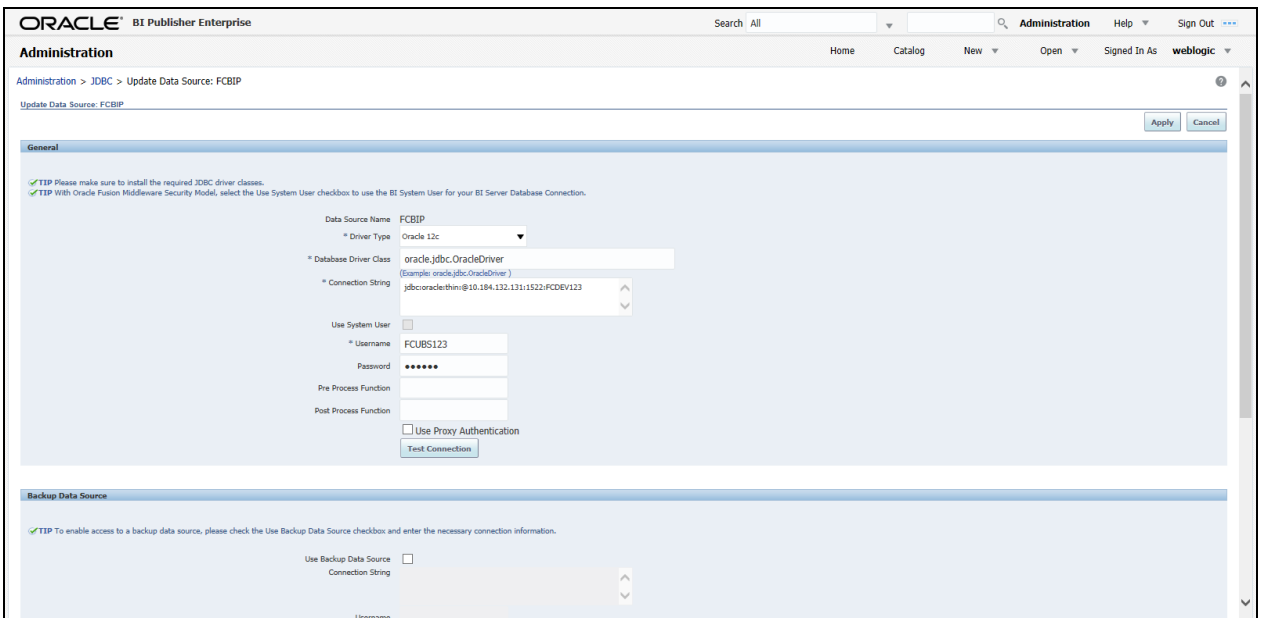 ORACLE® BI Publisher Enterprise Search All Administration Help Sign Out
Administration Home Catalog New Open Signed In As weblogic
Administration > JDBC > Update Data Source: FCBIP
Update Data Source: FCBIP
Apply Cancel
General
TIP Please make sure to install the required JDBC driver classes.
TIP With Oracle Fusion Middleware Security Model, select the Use System User checkbox to use the BI System User for your BI Server Database Connection.
Data Source Name FCBIP
* Driver Type Oracle 12c
* Database Driver Class oracle.jdbc.OracleDriver
(Example: oracle.jdbc.OracleDriver )
* Connection String jdbc:oracle:thin:@10.184.132.131:1522:FCDEV123
Use System User
* Username FCUBS123
Password ●●●●●●
Pre Process Function
Post Process Function
Use Proxy Authentication
Test Connection
Backup Data Source
TIP To enable access to a backup data source, please check the Use Backup Data Source checkbox and enter the necessary connection information.
Use Backup Data Source
Connection String
Username